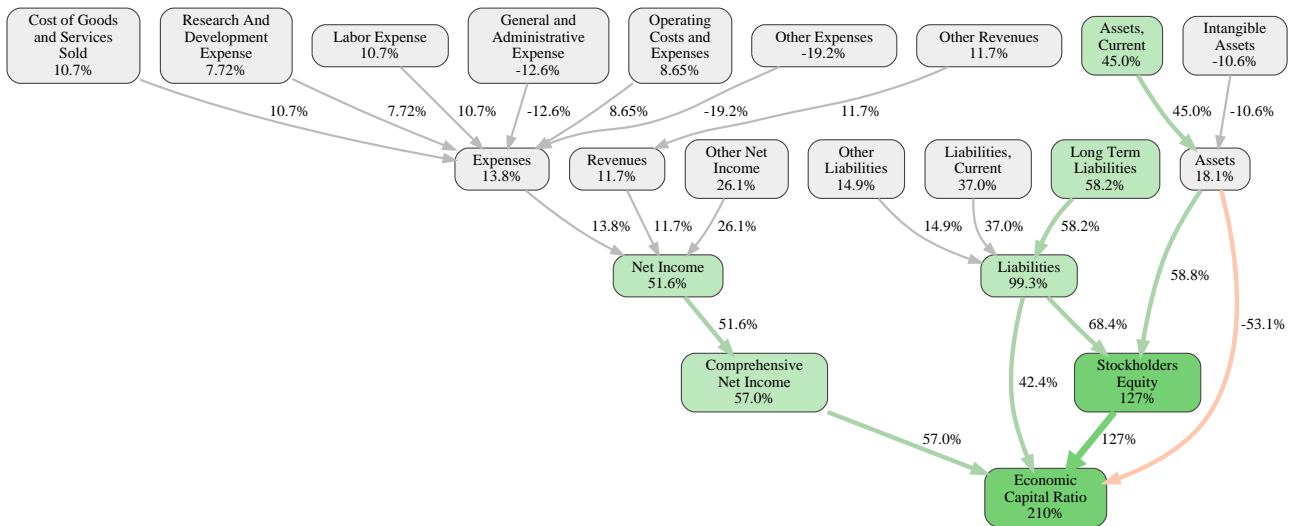 Cost of Goods
and Services
Sold
10.7%
Research And
Development
Expense
7.72%
Labor Expense
10.7%
General and
Administrative
Expense
-12.6%
Operating
Costs and
Expenses
8.65%
Other Expenses
-19.2%
Other Revenues
11.7%
Assets,
Current
45.0%
Intangible
Assets
-10.6%
10.7%
7.72%
10.7%
-12.6%
8.65%
-19.2%
11.7%
45.0%
-10.6%
Expenses
13.8%
Revenues
11.7%
Other Net
Income
26.1%
Other
Liabilities
14.9%
Liabilities,
Current
37.0%
Long Term
Liabilities
58.2%
Assets
18.1%
13.8%
11.7%
26.1%
14.9%
37.0%
58.2%
Net Income
51.6%
Liabilities
99.3%
58.8%
51.6%
68.4%
-53.1%
Comprehensive
Net Income
57.0%
42.4%
Stockholders
Equity
127%
57.0%
127%
Economic
Capital Ratio
210%